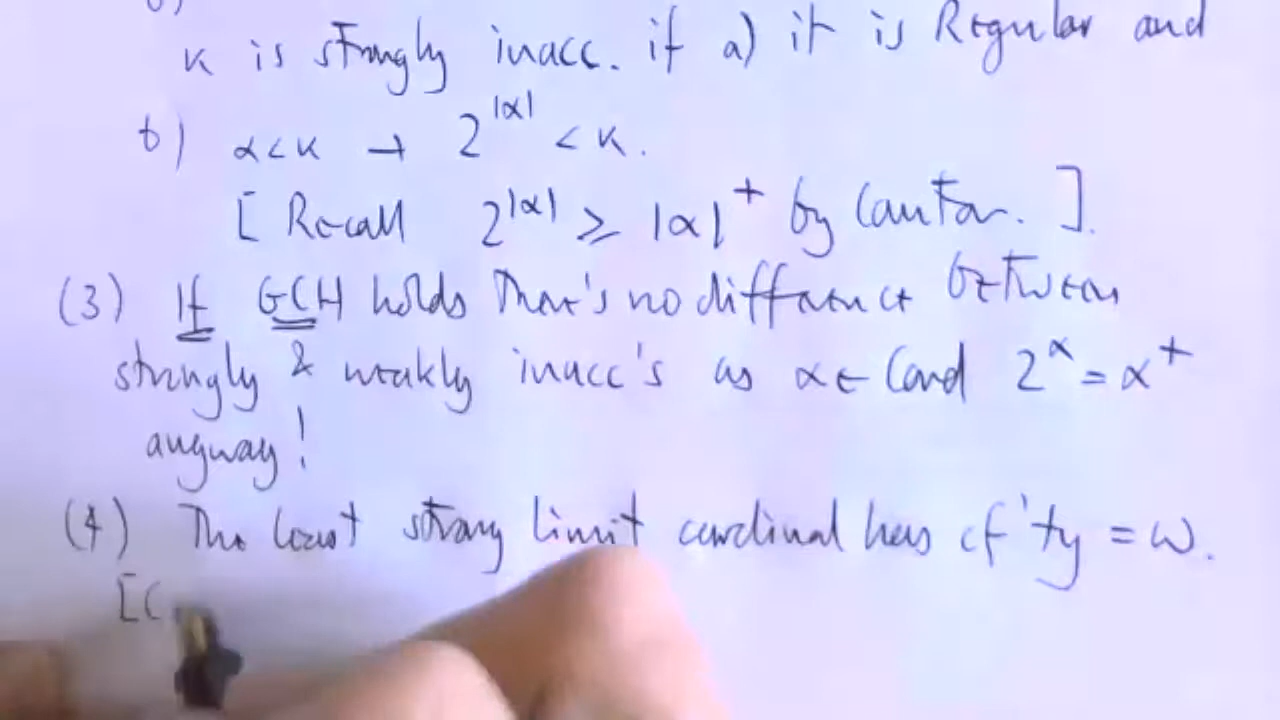 κ is strongly inacc. if a) it is Regular and
b) α<κ → 2^|α| < κ.
[ Recall 2^|α| ≥ |α|⁺ by Cantor. ]
(3) If GCH holds there's no difference between
strongly & weakly inacc's as α∈Card 2^α = α⁺
anyway!
(4) The least strong limit cardinal has cf'ty = ω.
[C